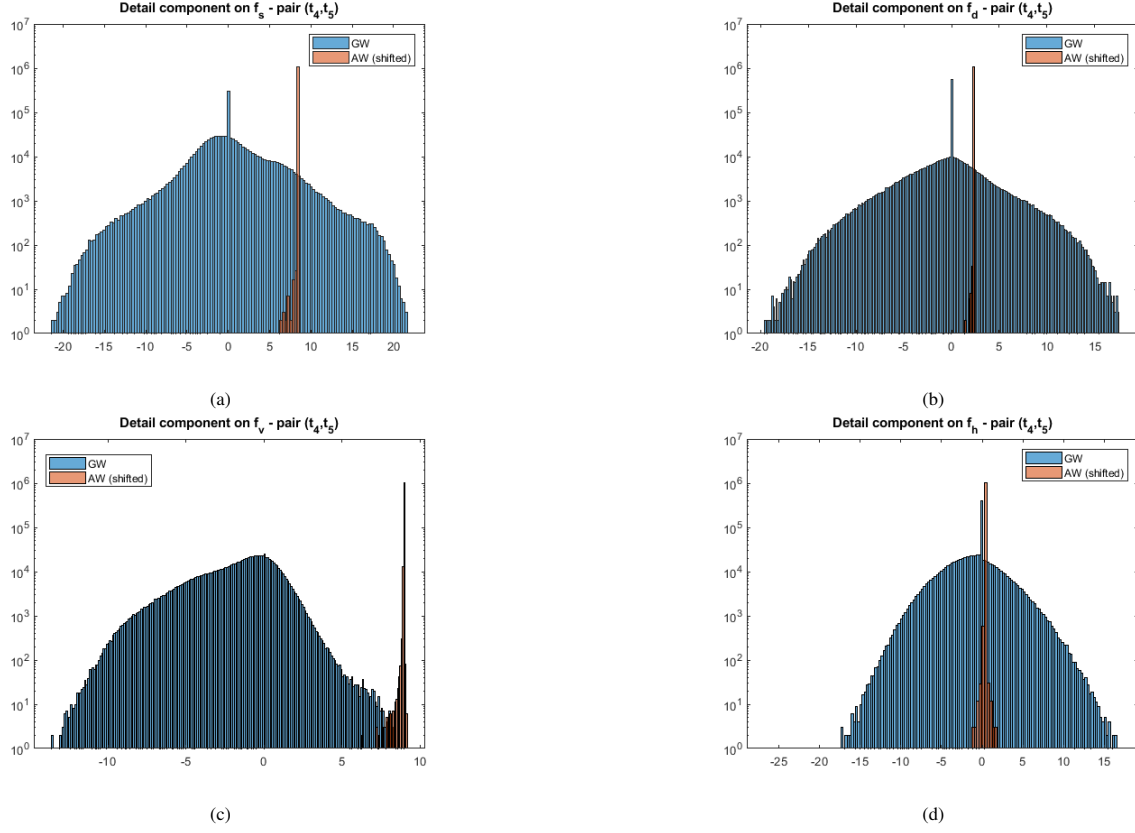 Detail component on f_s - pair (t_4,t_5)
10^7
10^6
10^5
10^4
10^3
10^2
10^1
10^0
GW
AW (shifted)
-20 -15 -10 -5 0 5 10 15 20
(a)
Detail component on f_d - pair (t_4,t_5)
10^7
10^6
10^5
10^4
10^3
10^2
10^1
10^0
GW
AW (shifted)
-20 -15 -10 -5 0 5 10 15
(b)
Detail component on f_v - pair (t_4,t_5)
10^7
10^6
10^5
10^4
10^3
10^2
10^1
10^0
GW
AW (shifted)
-10 -5 0 5 10
(c)
Detail component on f_h - pair (t_4,t_5)
10^7
10^6
10^5
10^4
10^3
10^2
10^1
10^0
GW
AW (shifted)
-25 -20 -15 -10 -5 0 5 10 15
(d)